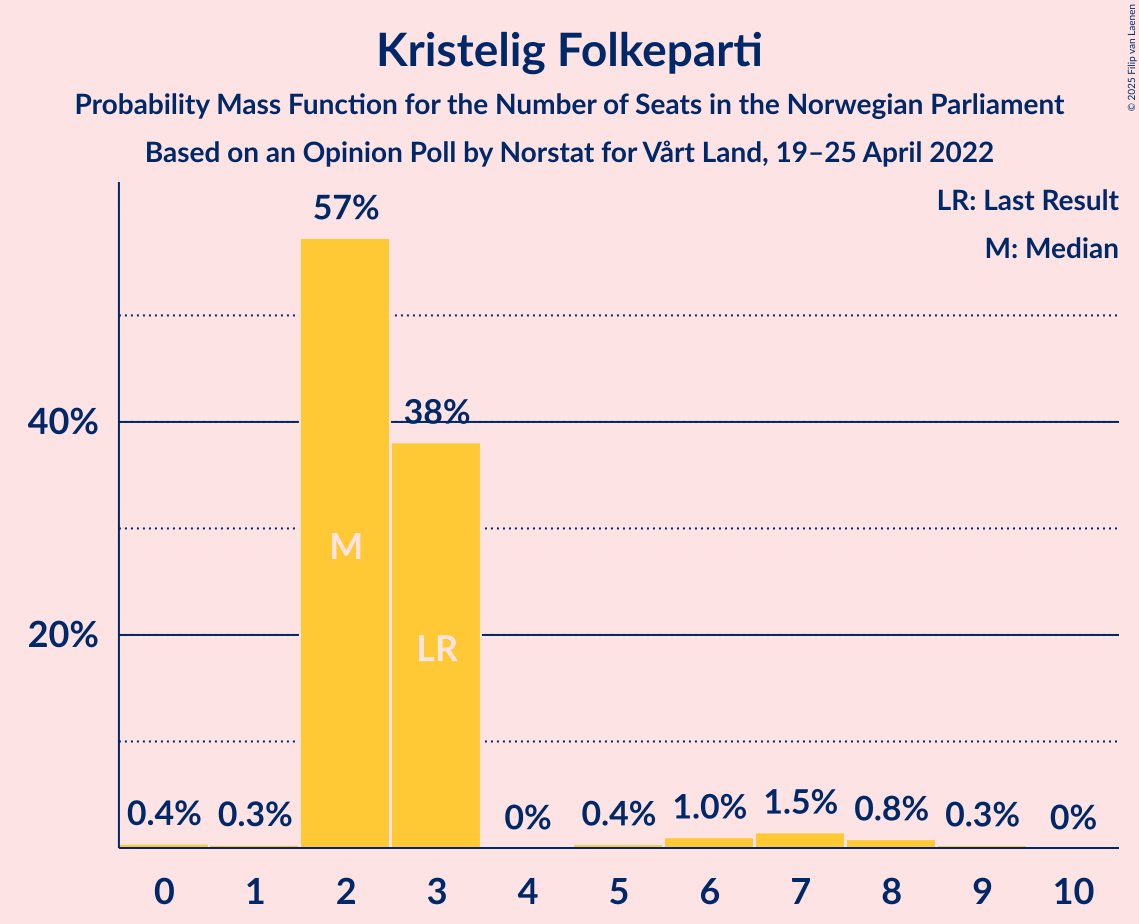 Kristelig Folkeparti
Probability Mass Function for the Number of Seats in the Norwegian Parliament
Based on an Opinion Poll by Norstat for Vårt Land, 19–25 April 2022
© 2025 Filip van Laenen
LR: Last Result
M: Median
57%
38%
40%
20%
M
LR
0.4% 0.3% 0% 0.4% 1.0% 1.5% 0.8% 0.3% 0%
0 1 2 3 4 5 6 7 8 9 10